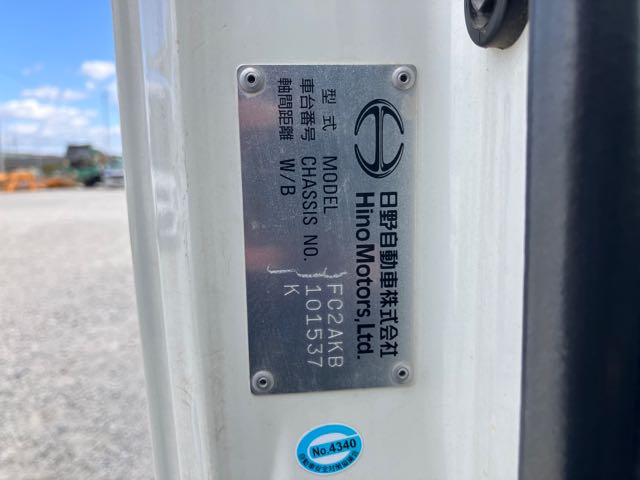 日野自動車株式会社
Hino Motors, Ltd.
型式 MODEL FC2AKB
車台番号 CHASSIS NO. 101537
軸間距離 W/B K
No.4340